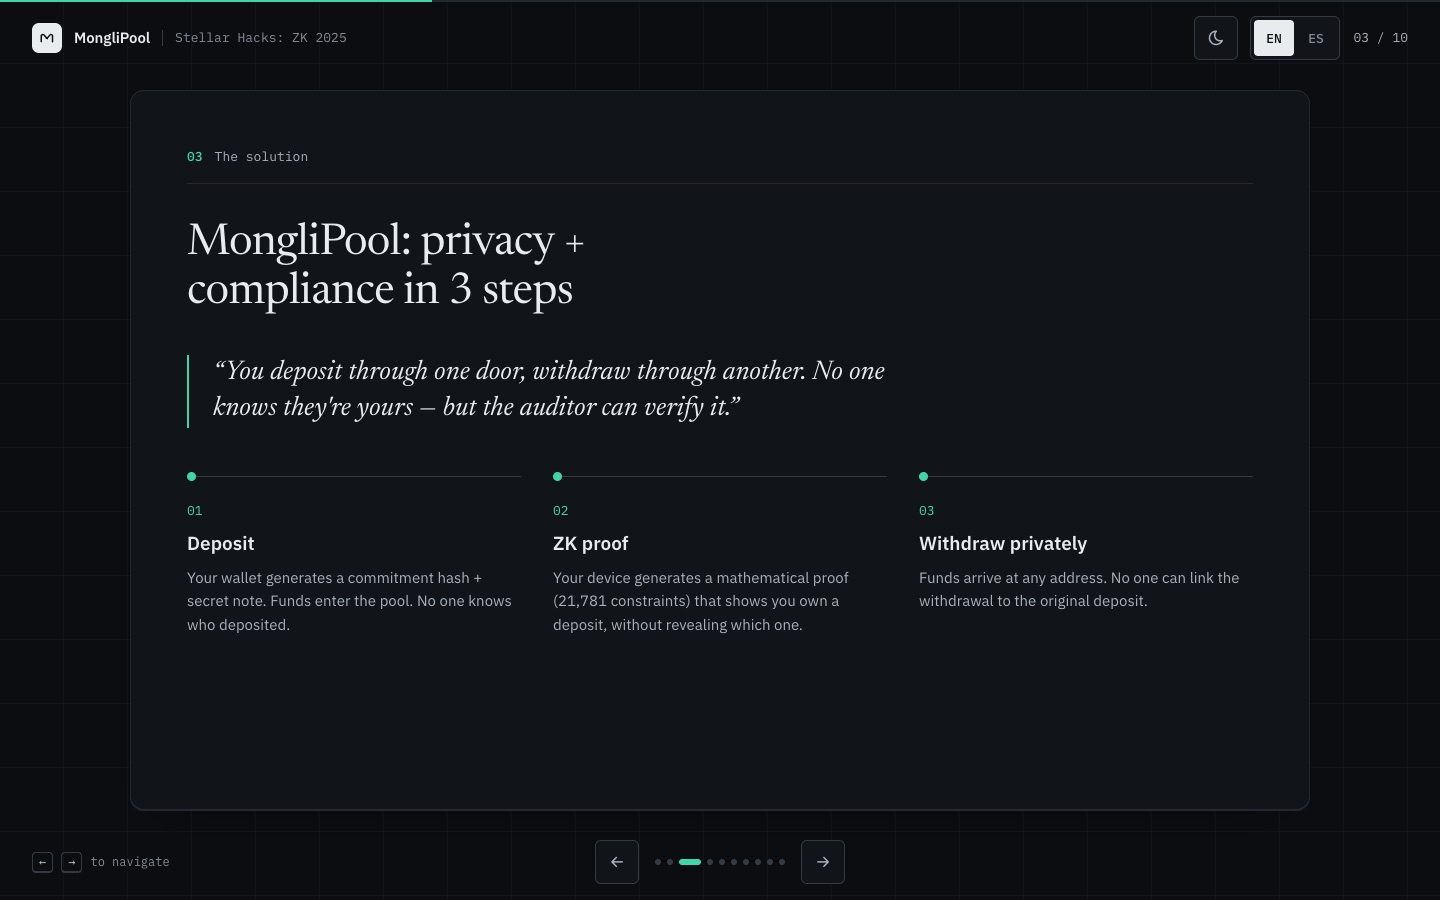 MongliPool
Stellar Hacks: ZK 2025
EN
ES
03 / 10
03 The solution
MongliPool: privacy +
compliance in 3 steps
“You deposit through one door, withdraw through another. No one
knows they're yours — but the auditor can verify it.”
01
Deposit
Your wallet generates a commitment hash +
secret note. Funds enter the pool. No one knows
who deposited.
02
ZK proof
Your device generates a mathematical proof
(21,781 constraints) that shows you own a
deposit, without revealing which one.
03
Withdraw privately
Funds arrive at any address. No one can link the
withdrawal to the original deposit.
← → to navigate
← →